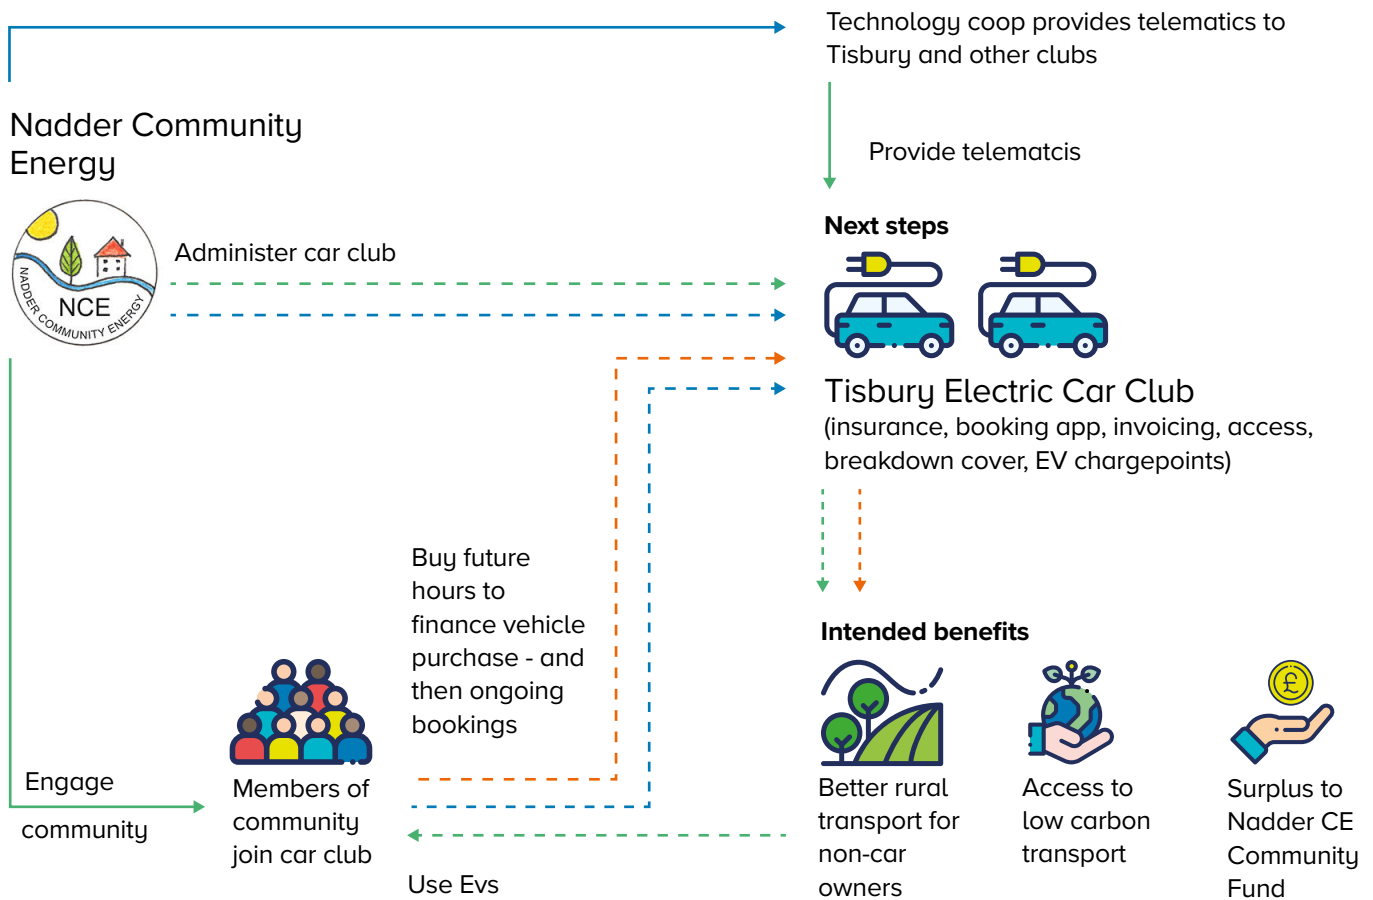 Technology coop provides telematics to
Tisbury and other clubs
Nadder Community
Energy
Provide telematcis
NCE
NADDER COMMUNITY ENERGY
Administer car club
Next steps
Tisbury Electric Car Club
(insurance, booking app, invoicing, access,
breakdown cover, EV chargepoints)
Buy future
hours to
finance vehicle
purchase - and
then ongoing
bookings
Intended benefits
£
Engage
community
Members of
community
join car club
Use Evs
Better rural
transport for
non-car
owners
Access to
low carbon
transport
Surplus to
Nadder CE
Community
Fund